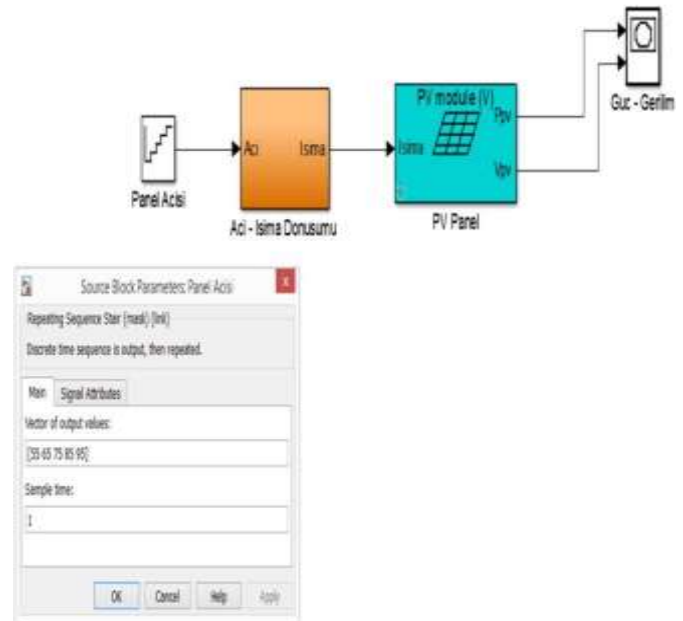 PV module (V)
Ppv
Vpv
Isima
Guc - Gerilim
Aci
Isima
Panel Acisi
Aci - Isima Donusumu
PV Panel
Source Block Parameters: Panel Acisi
x
Repeating Sequence Stair (mask) (link)
Discrete time sequence is output, then repeated.
Main
Signal Attributes
Vector of output values:
[55 65 75 85 95]
Sample time:
1
OK
Cancel
Help
Apply